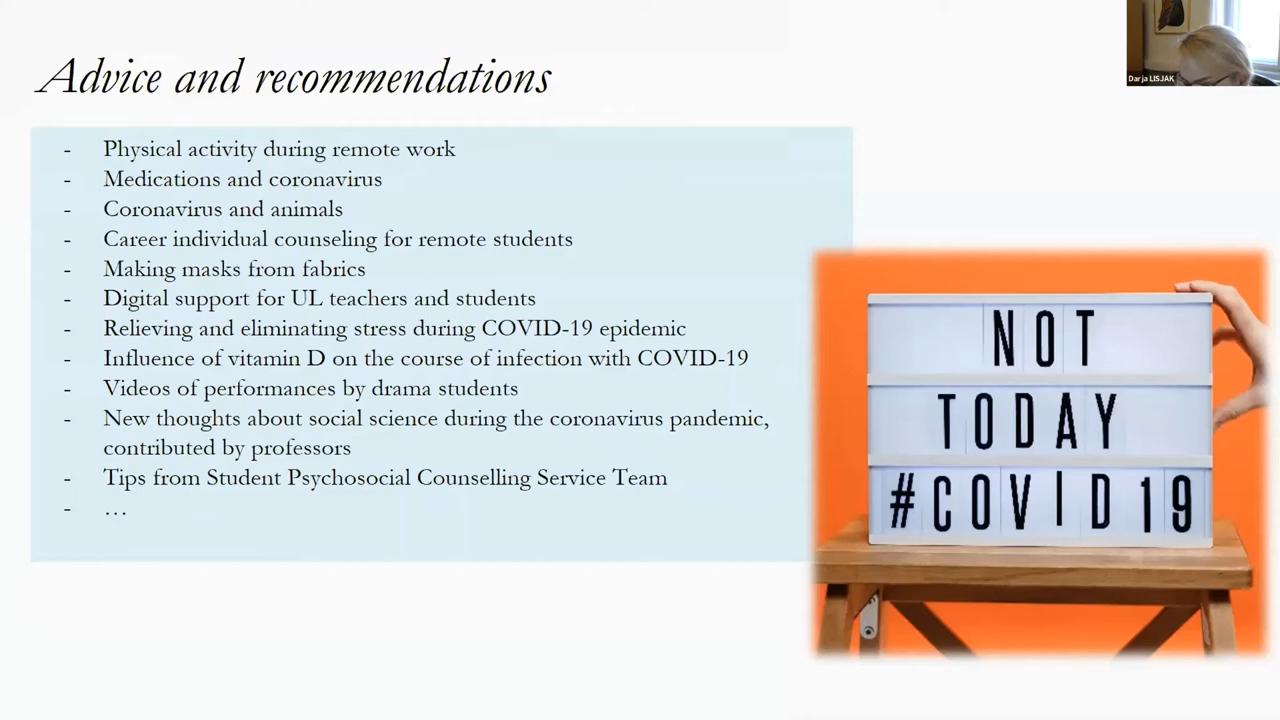 Advice and recommendations
Darja LISJAK
- Physical activity during remote work
- Medications and coronavirus
- Coronavirus and animals
- Career individual counseling for remote students
- Making masks from fabrics
- Digital support for UL teachers and students
- Relieving and eliminating stress during COVID-19 epidemic
- Influence of vitamin D on the course of infection with COVID-19
- Videos of performances by drama students
- New thoughts about social science during the coronavirus pandemic,
contributed by professors
- Tips from Student Psychosocial Counselling Service Team
- …
NOT
TODAY
#COVID19